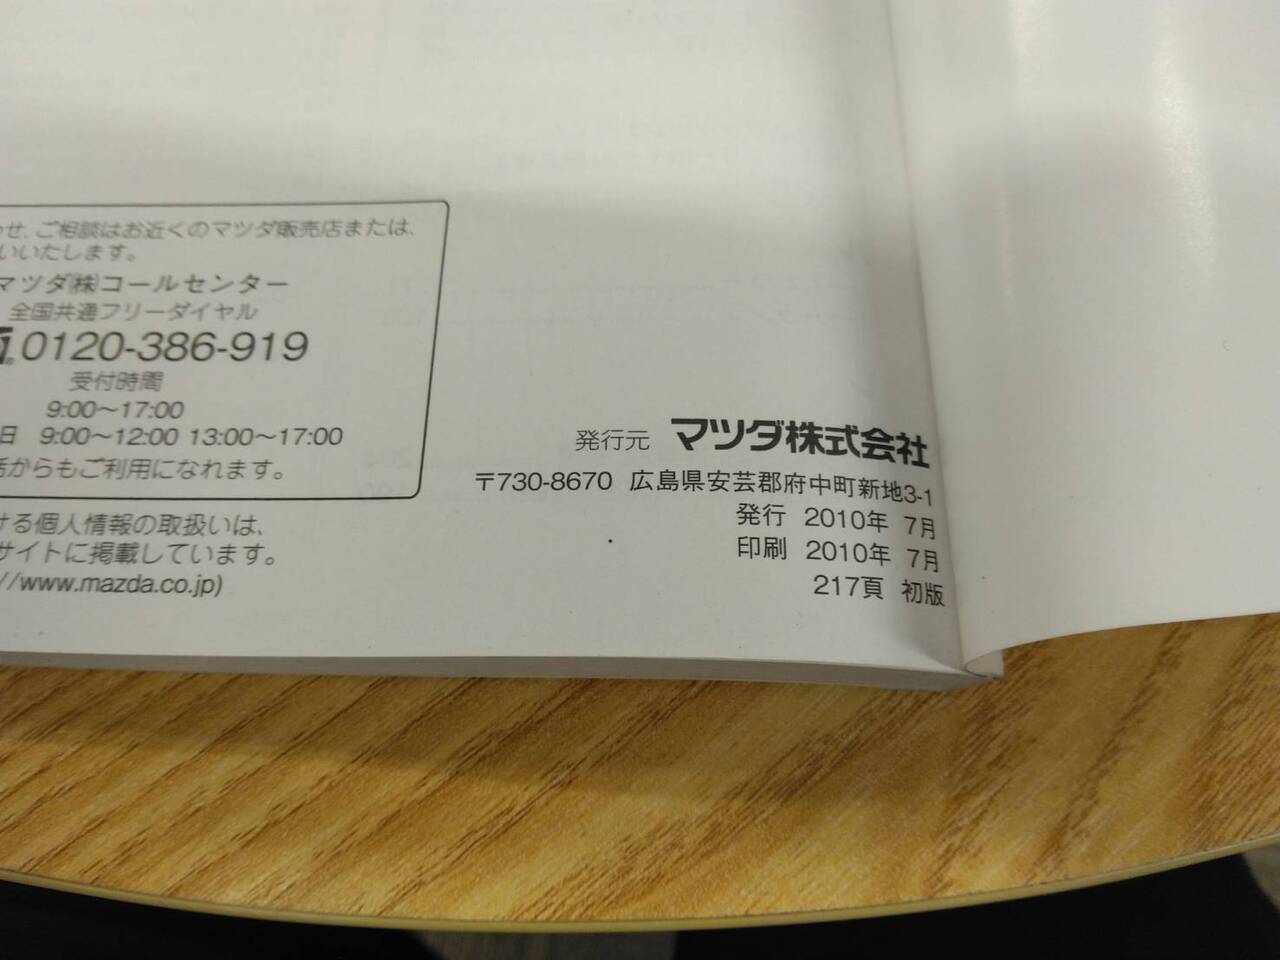 わせ、ご相談はお近くのマツダ販売店または、
いいたします。
マツダ㈱コールセンター
全国共通フリーダイヤル
0120-386-919
受付時間
9:00～17:00
日 9:00～12:00 13:00～17:00
からもご利用になれます。
ける個人情報の取扱いは、
サイトに掲載しています。
//www.mazda.co.jp)
発行元 マツダ株式会社
〒730-8670 広島県安芸郡府中町新地3-1
発行 2010年 7月
印刷 2010年 7月
217頁 初版